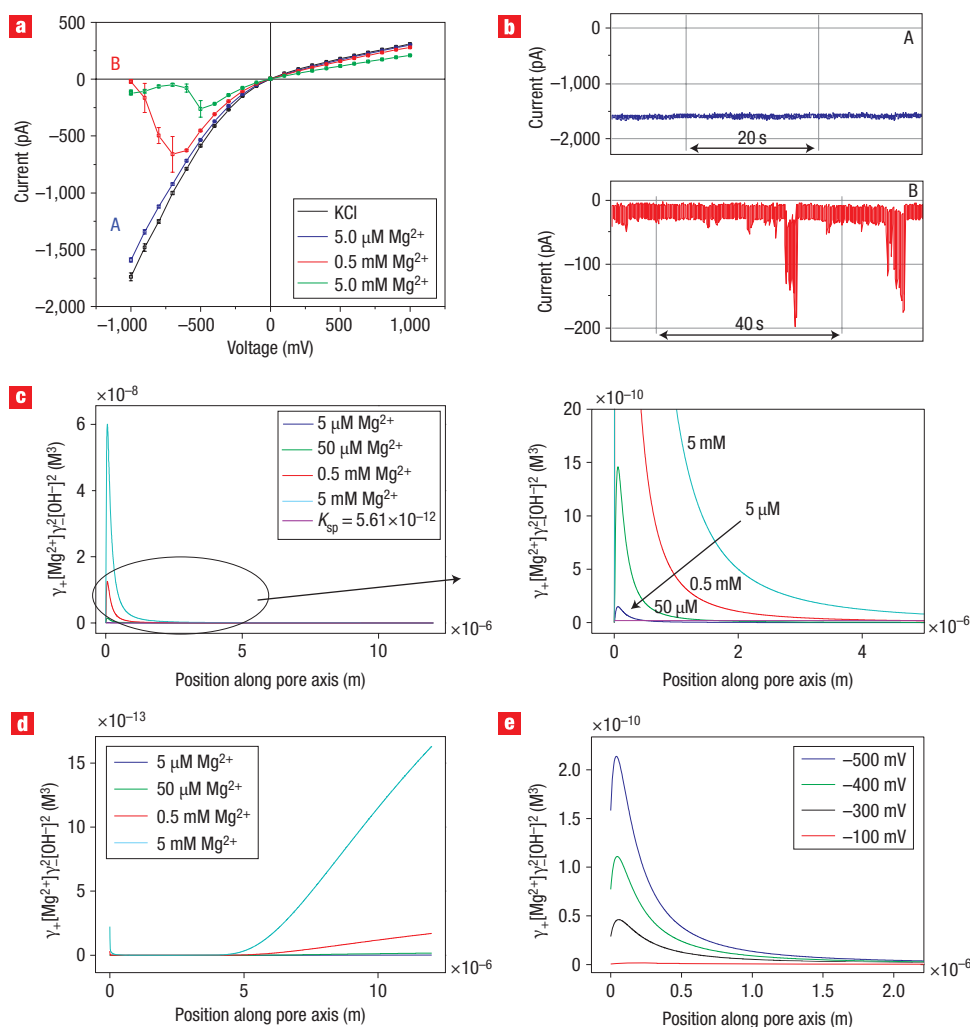 a
500
0
−500
−1,000
−1,500
−2,000
Current (pA)
B
A
KCl
5.0 μM Mg²⁺
0.5 mM Mg²⁺
5.0 mM Mg²⁺
−1,000
−500
0
500
1,000
Voltage (mV)
b
0
−1,000
−2,000
Current (pA)
A
20 s
0
−100
−200
Current (pA)
B
40 s
c
×10⁻⁸
6
4
2
0
γ₊[Mg²⁺]γ²₋[OH⁻]² (M³)
5 μM Mg²⁺
50 μM Mg²⁺
0.5 mM Mg²⁺
5 mM Mg²⁺
Ksp = 5.61×10⁻¹²
0
5
10
×10⁻⁶
Position along pore axis (m)
×10⁻¹⁰
20
15
10
5
0
γ₊[Mg²⁺]γ²₋[OH⁻]² (M³)
5 mM
5 μM
0.5 mM
50 μM
0
2
4
×10⁻⁶
Position along pore axis (m)
d
×10⁻¹³
15
10
5
0
γ₊[Mg²⁺]γ²₋[OH⁻]² (M³)
5 μM Mg²⁺
50 μM Mg²⁺
0.5 mM Mg²⁺
5 mM Mg²⁺
0
5
10
×10⁻⁶
Position along pore axis (m)
e
×10⁻¹⁰
2.0
1.5
1.0
0.5
0
γ₊[Mg²⁺]γ²₋[OH⁻]² (M³)
−500 mV
−400 mV
−300 mV
−100 mV
0
0.5
1.0
1.5
2.0
×10⁻⁶
Position along pore axis (m)